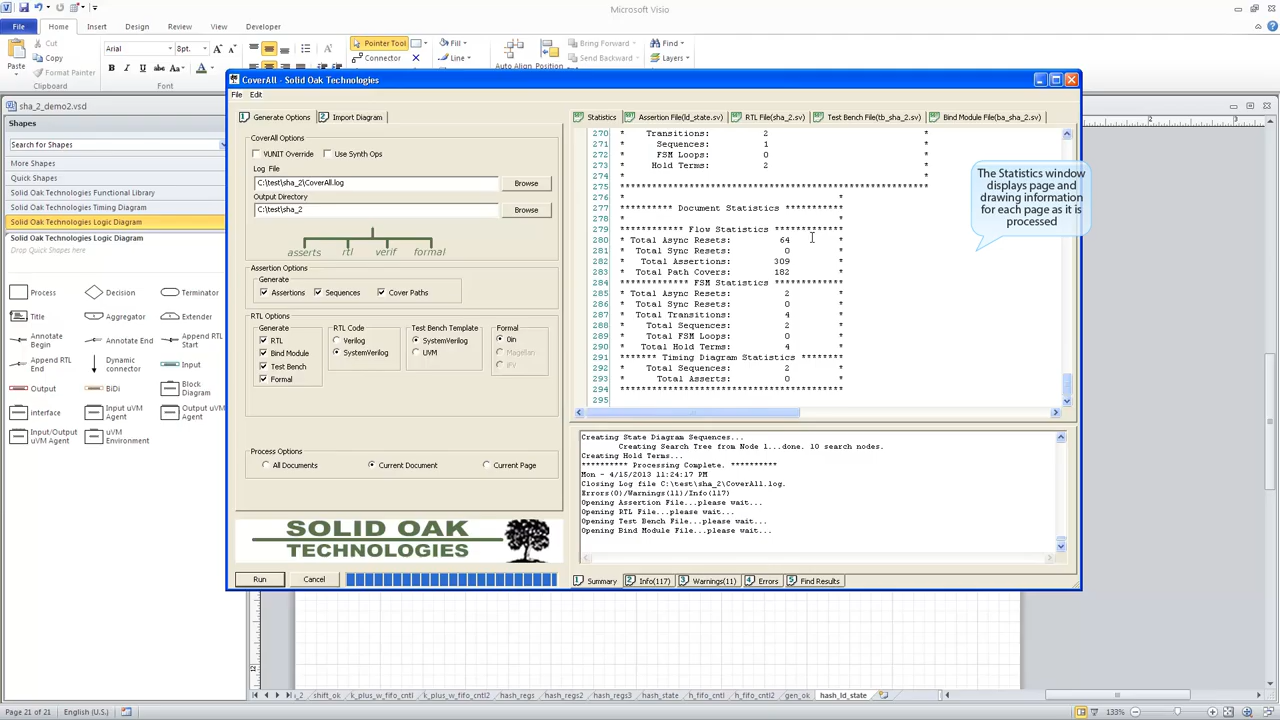 Microsoft Visio
File Home Insert Design Process Review View Developer
Cut
Copy
Format Painter
Paste
Clipboard
Arial 8pt.
Font
Pointer Tool
Connector
Fill
Line
Auto Align Position
Bring Forward
Send Backward
Find
Layers
sha_2_demo2.vsd
Shapes
Search for Shapes
More Shapes
Quick Shapes
Solid Oak Technologies Functional Library
Solid Oak Technologies Timing Diagram
Solid Oak Technologies Logic Diagram
Solid Oak Technologies Logic Diagram
Drop Quick Shapes here
Process Decision Terminator
Title Aggregator Extender
Annotate Begin Annotate End Append RTL Start
Append RTL End Dynamic connector Input
Output BiDi Block Diagram
interface Input uVM Agent Output uVM Agent
Input/Output uVM Agent uVM Environment
CoverAll - Solid Oak Technologies
File Edit
1 Generate Options 2 Import Diagram
CoverAll Options
VUNIT Override Use Synth Ops
Log File
C:\test\sha_2\CoverAll.log Browse
Output Directory
C:\test\sha_2 Browse
asserts rtl verif formal
Assertion Options
Generate
Assertions Sequences Cover Paths
RTL Options
Generate
RTL
Bind Module
Test Bench
Formal
RTL Code
Verilog
SystemVerilog
Test Bench Template
SystemVerilog
UVM
Formal
0in
Magellan
IFV
Process Options
All Documents Current Document Current Page
SOLID OAK
TECHNOLOGIES
Run Cancel
Statistics Assertion File(ld_state.sv) RTL File(sha_2.sv) Test Bench File(tb_sha_2.sv) Bind Module File(ba_sha_2.sv)
270 * Transitions: 2 *
271 * Sequences: 1 *
272 * FSM Loops: 0 *
273 * Hold Terms: 2 *
274 * *
275 ********************************************************
276 * *
277 ********** Document Statistics ***********
278 * *
279 ************ Flow Statistics *************
280 * Total Async Resets: 64 *
281 * Total Sync Resets: 0 *
282 * Total Assertions: 309 *
283 * Total Path Covers: 182 *
284 ************ FSM Statistics *************
285 * Total Async Resets: 2 *
286 * Total Sync Resets: 0 *
287 * Total Transitions: 4 *
288 * Total Sequences: 2 *
289 * Total FSM Loops: 0 *
290 * Total Hold Terms: 4 *
291 ******* Timing Diagram Statistics ********
292 * Total Sequences: 2 *
293 * Total Asserts: 0 *
294 ******************************************
295
The Statistics window
displays page and
drawing information
for each page as it is
processed
Creating State Diagram Sequences...
Creating Search Tree from Node 1...done. 10 search nodes.
Creating Hold Terms...
********** Processing Complete. **********
Mon - 4/15/2013 11:24:17 PM
Closing Log file C:\test\sha_2\CoverAll.log.
Errors(0)/Warnings(11)/Info(117)
Opening Assertion File...please wait...
Opening RTL File...please wait...
Opening Test Bench File...please wait...
Opening Bind Module File...please wait...
1 Summary 2 Info(117) 3 Warnings(11) 4 Errors 5 Find Results
shift_ok k_plus_w_fifo_cntl k_plus_w_fifo_cntl2 hash_regs hash_regs2 hash_regs3 hash_state h_fifo_cntl h_fifo_cntl2 gen_ok hash_ld_state
Page 21 of 21 English (U.S.) 133%